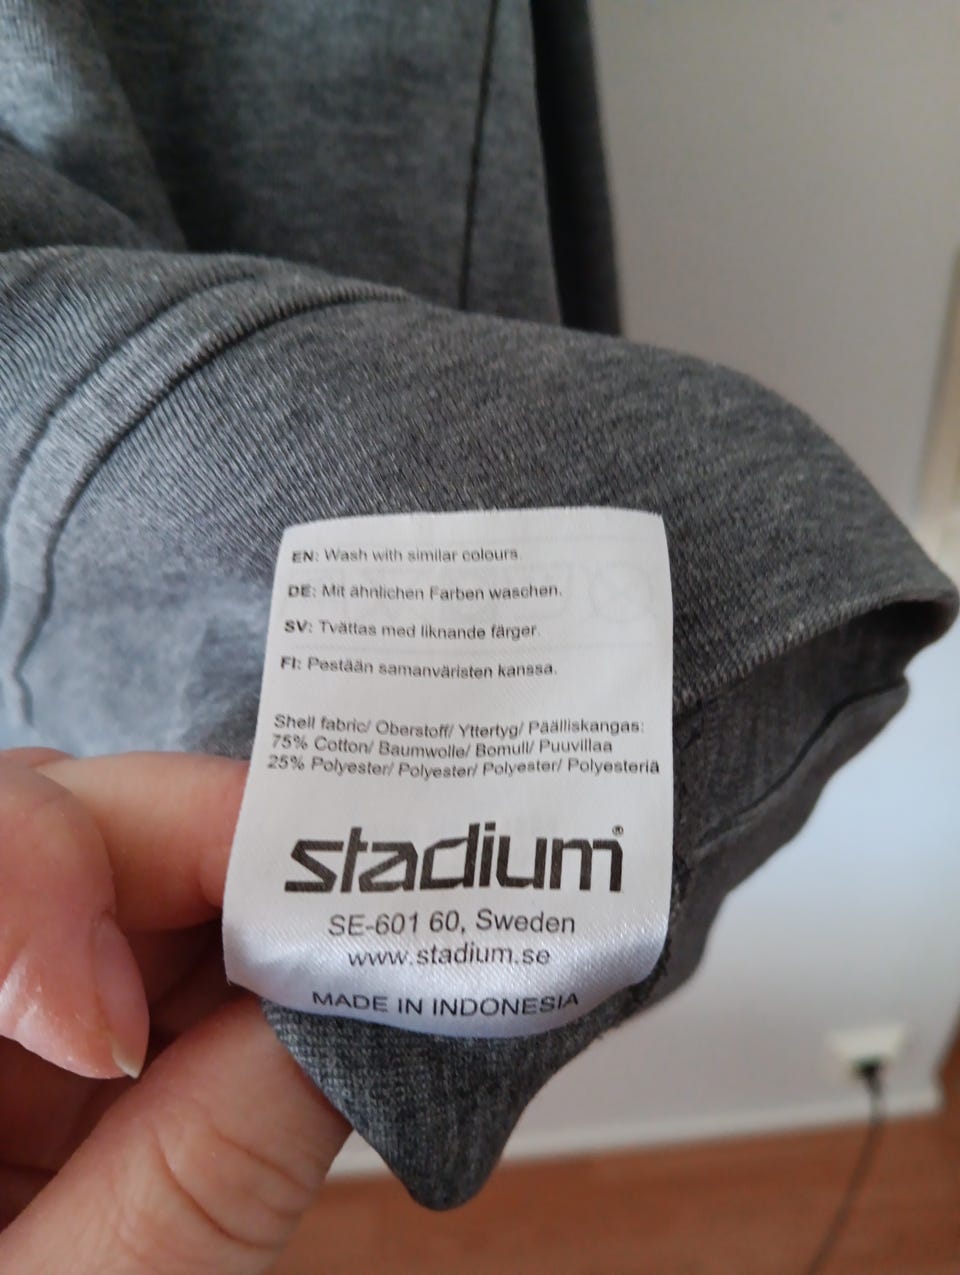 EN: Wash with similar colours.
DE: Mit ähnlichen Farben waschen.
SV: Tvättas med liknande färger.
FI: Pestään samanväristen kanssa.
Shell fabric/ Oberstoff/ Yttertyg/ Päälliskangas:
75% Cotton/ Baumwolle/ Bomull/ Puuvillaa
25% Polyester/ Polyester/ Polyester/ Polyesteriä
stadium®
SE-601 60, Sweden
www.stadium.se
MADE IN INDONESIA